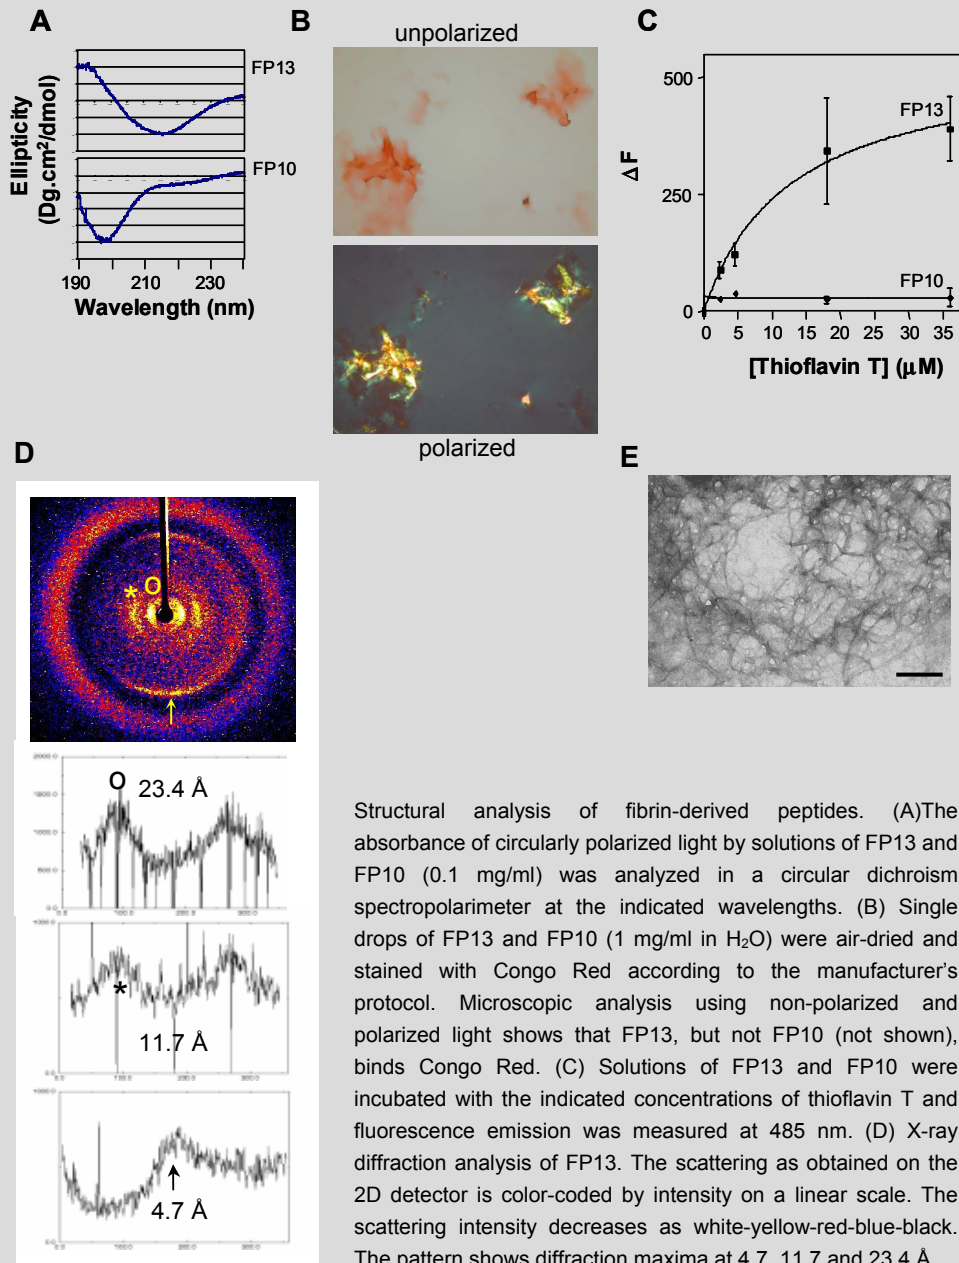 A
FP13
FP10
Ellipticity
(Dg.cm²/dmol)
190 210 230
Wavelength (nm)
B
unpolarized
polarized
C
500
250
0
ΔF
FP13
FP10
0 5 10 15 20 25 30 35
[Thioflavin T] (μM)
D
*
O
O
23.4 Å
*
11.7 Å
4.7 Å
E
Structural analysis of fibrin-derived peptides. (A)The
absorbance of circularly polarized light by solutions of FP13 and
FP10 (0.1 mg/ml) was analyzed in a circular dichroism
spectropolarimeter at the indicated wavelengths. (B) Single
drops of FP13 and FP10 (1 mg/ml in H₂O) were air-dried and
stained with Congo Red according to the manufacturer's
protocol. Microscopic analysis using non-polarized and
polarized light shows that FP13, but not FP10 (not shown),
binds Congo Red. (C) Solutions of FP13 and FP10 were
incubated with the indicated concentrations of thioflavin T and
fluorescence emission was measured at 485 nm. (D) X-ray
diffraction analysis of FP13. The scattering as obtained on the
2D detector is color-coded by intensity on a linear scale. The
scattering intensity decreases as white-yellow-red-blue-black.
The pattern shows diffraction maxima at 4.7, 11.7 and 23.4 Å